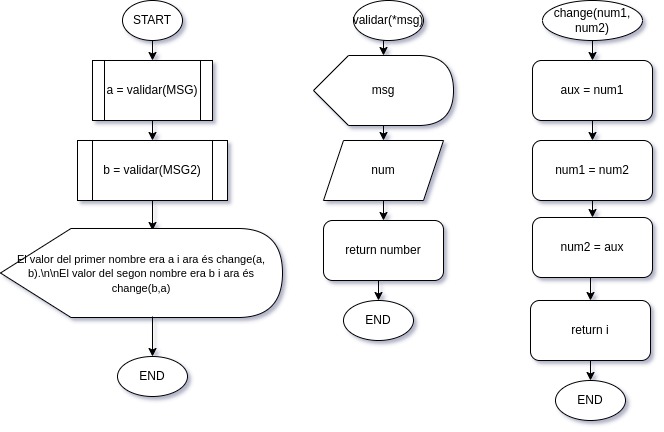 START
a = validar(MSG)
b = validar(MSG2)
El valor del primer nombre era a i ara és change(a,
b).\n\nEl valor del segon nombre era b i ara és
change(b,a)
END
validar(*msg)
msg
num
return number
END
change(num1,
num2)
aux = num1
num1 = num2
num2 = aux
return i
END